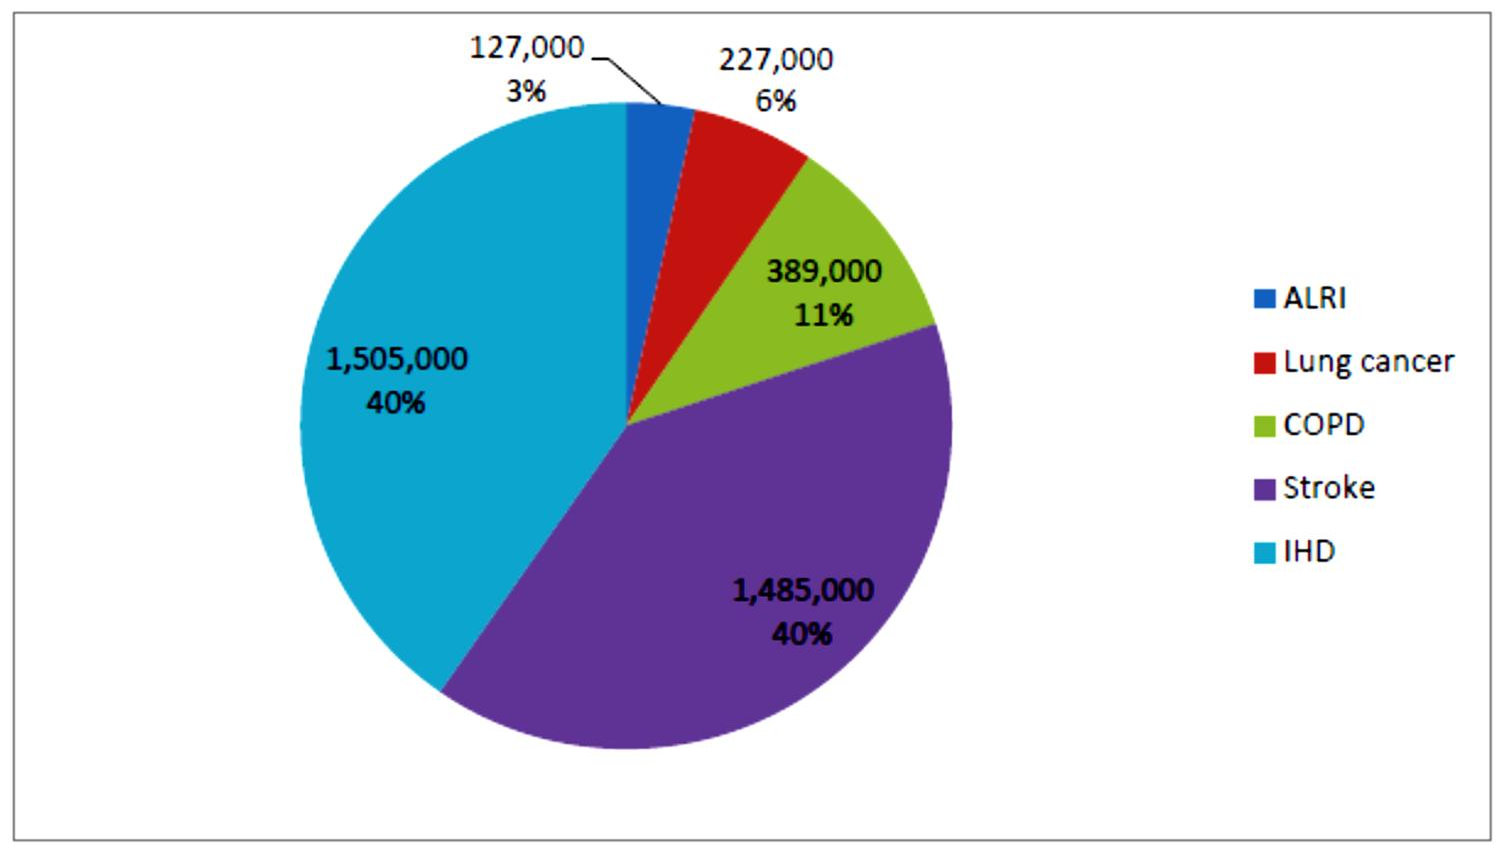 127,000
3%
227,000
6%
389,000
11%
1,505,000
40%
1,485,000
40%
ALRI
Lung cancer
COPD
Stroke
IHD